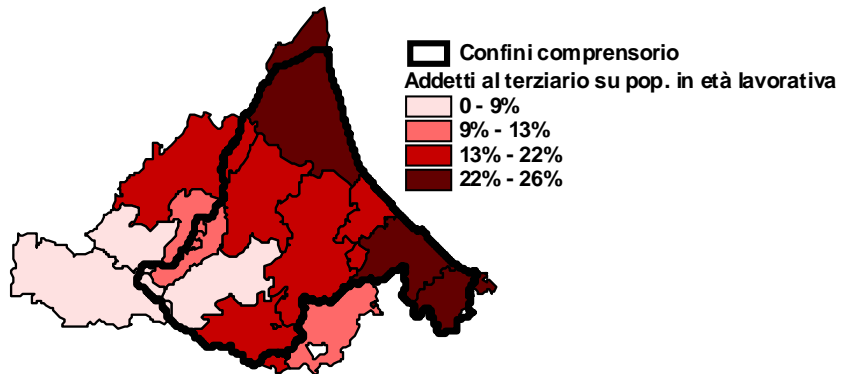 Confini comprensorio
Addetti al terziario su pop. in età lavorativa
0 - 9%
9% - 13%
13% - 22%
22% - 26%